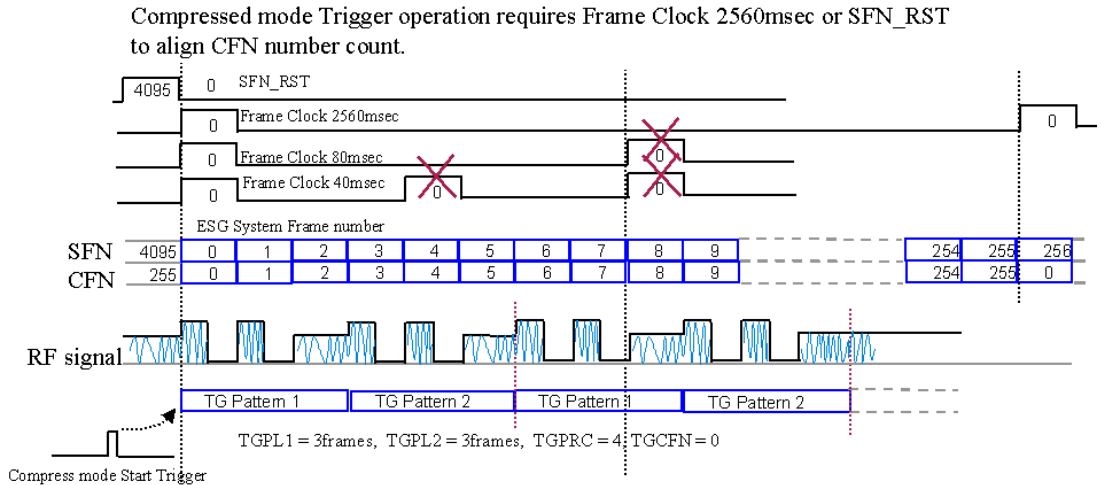 Compressed mode Trigger operation requires Frame Clock 2560msec or SFN_RST
to align CFN number count.
4095 0 SFN_RST
0 Frame Clock 2560msec 0
0 Frame Clock 80msec 0
0 Frame Clock 40msec 0 0
ESG System Frame number
SFN 4095 0 1 2 3 4 5 6 7 8 9 254 255 256
CFN 255 0 1 2 3 4 5 6 7 8 9 254 255 0
RF signal
TG Pattern 1 TG Pattern 2 TG Pattern 1 TG Pattern 2
TGPL1 = 3frames, TGPL2 = 3frames, TGPRC = 4, TGCFN = 0
Compress mode Start Trigger